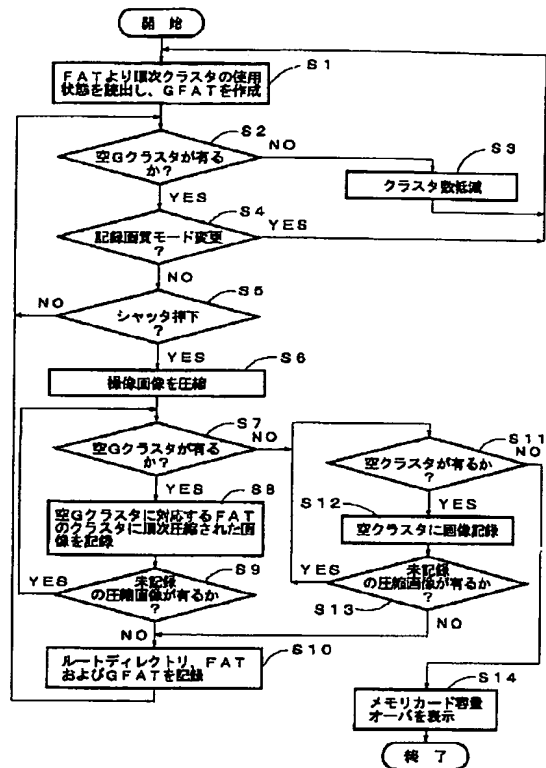 開 始
S1
FATより順次クラスタの使用
状態を読出し、GFATを作成
S2
空Gクラスタが有る
か?
NO
YES
S3
クラスタ数低減
S4
記録画質モード変更
?
YES
NO
S5
シャッタ押下
?
NO
YES
S6
撮像画像を圧縮
S7
空Gクラスタが有る
か?
NO
YES
S8
空Gクラスタに対応するFAT
のクラスタに順次圧縮された画
像を記録
S9
未記録
の圧縮画像が有るか
?
YES
NO
S10
ルートディレクトリ、FAT
およびGFATを記録
S11
空クラスタが有るか
?
NO
YES
S12
空クラスタに画像記録
未記録
の圧縮画像が有るか
?
YES
S13
NO
S14
メモリカード容量
オーバを表示
終 了